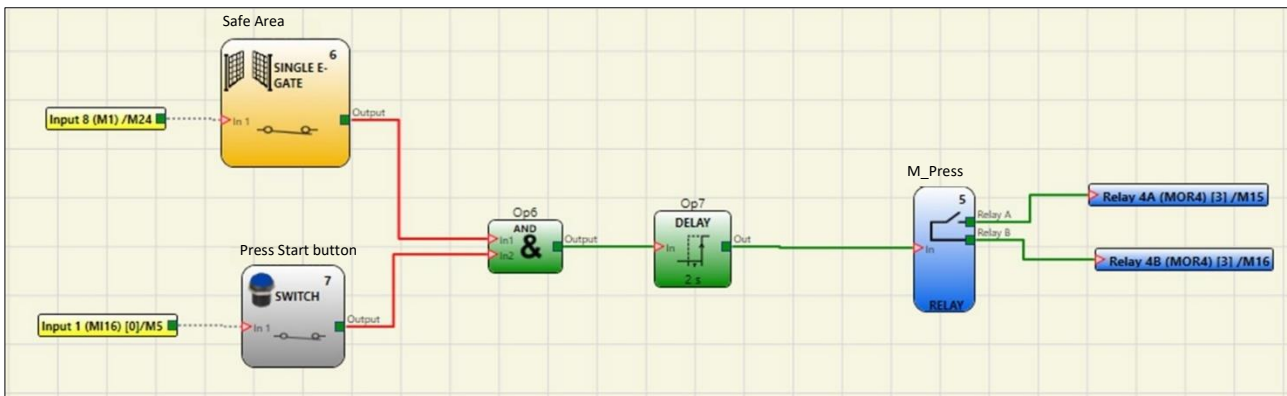 Safe Area
6
SINGLE E-
GATE
Input 8 (M1) /M24
In 1
Output
Press Start button
7
SWITCH
Input 1 (MI16) [0]/M5
In 1
Output
Op6
AND
&
In1
In2
Output
Op7
DELAY
In
Out
2 s
M_Press
5
Relay A
Relay B
In
RELAY
Relay 4A (MOR4) [3] /M15
Relay 4B (MOR4) [3] /M16